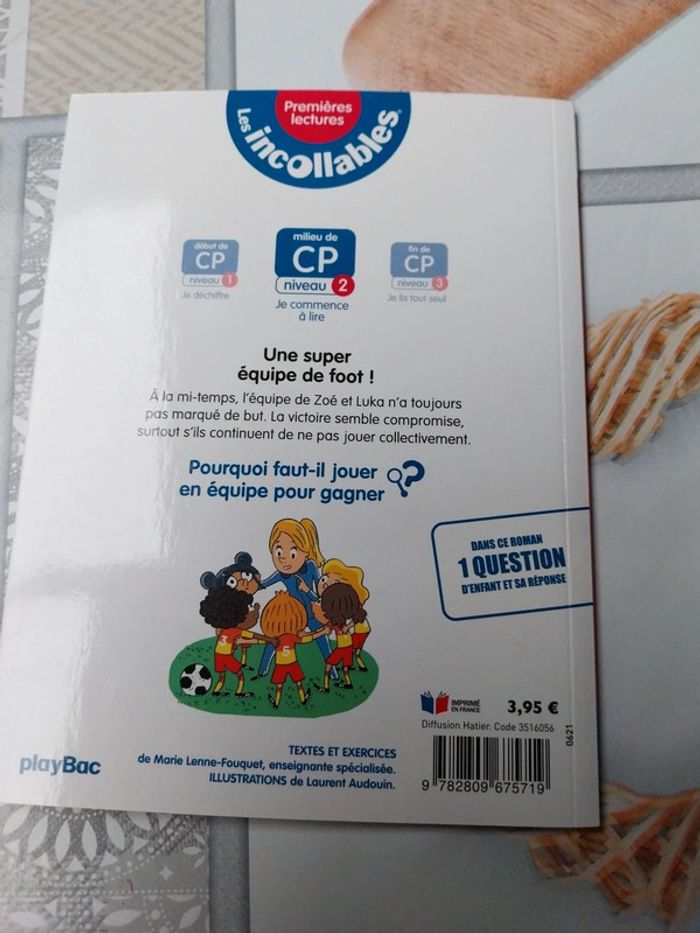 Premières
lectures
Les incollables®
début de
CP
niveau 1
Je déchiffre
milieu de
CP
niveau 2
Je commence
à lire
fin de
CP
niveau 3
Je lis tout seul
Une super
équipe de foot !
À la mi-temps, l'équipe de Zoé et Luka n'a toujours
pas marqué de but. La victoire semble compromise,
surtout s'ils continuent de ne pas jouer collectivement.
Pourquoi faut-il jouer
en équipe pour gagner ?
DANS CE ROMAN
1 QUESTION
D'ENFANT ET SA RÉPONSE
3
5
IMPRIMÉ
EN FRANCE
3,95 €
Diffusion Hatier. Code 3516056
0621
playBac
TEXTES ET EXERCICES
de Marie Lenne-Fouquet, enseignante spécialisée.
ILLUSTRATIONS de Laurent Audouin.
9 782809 675719